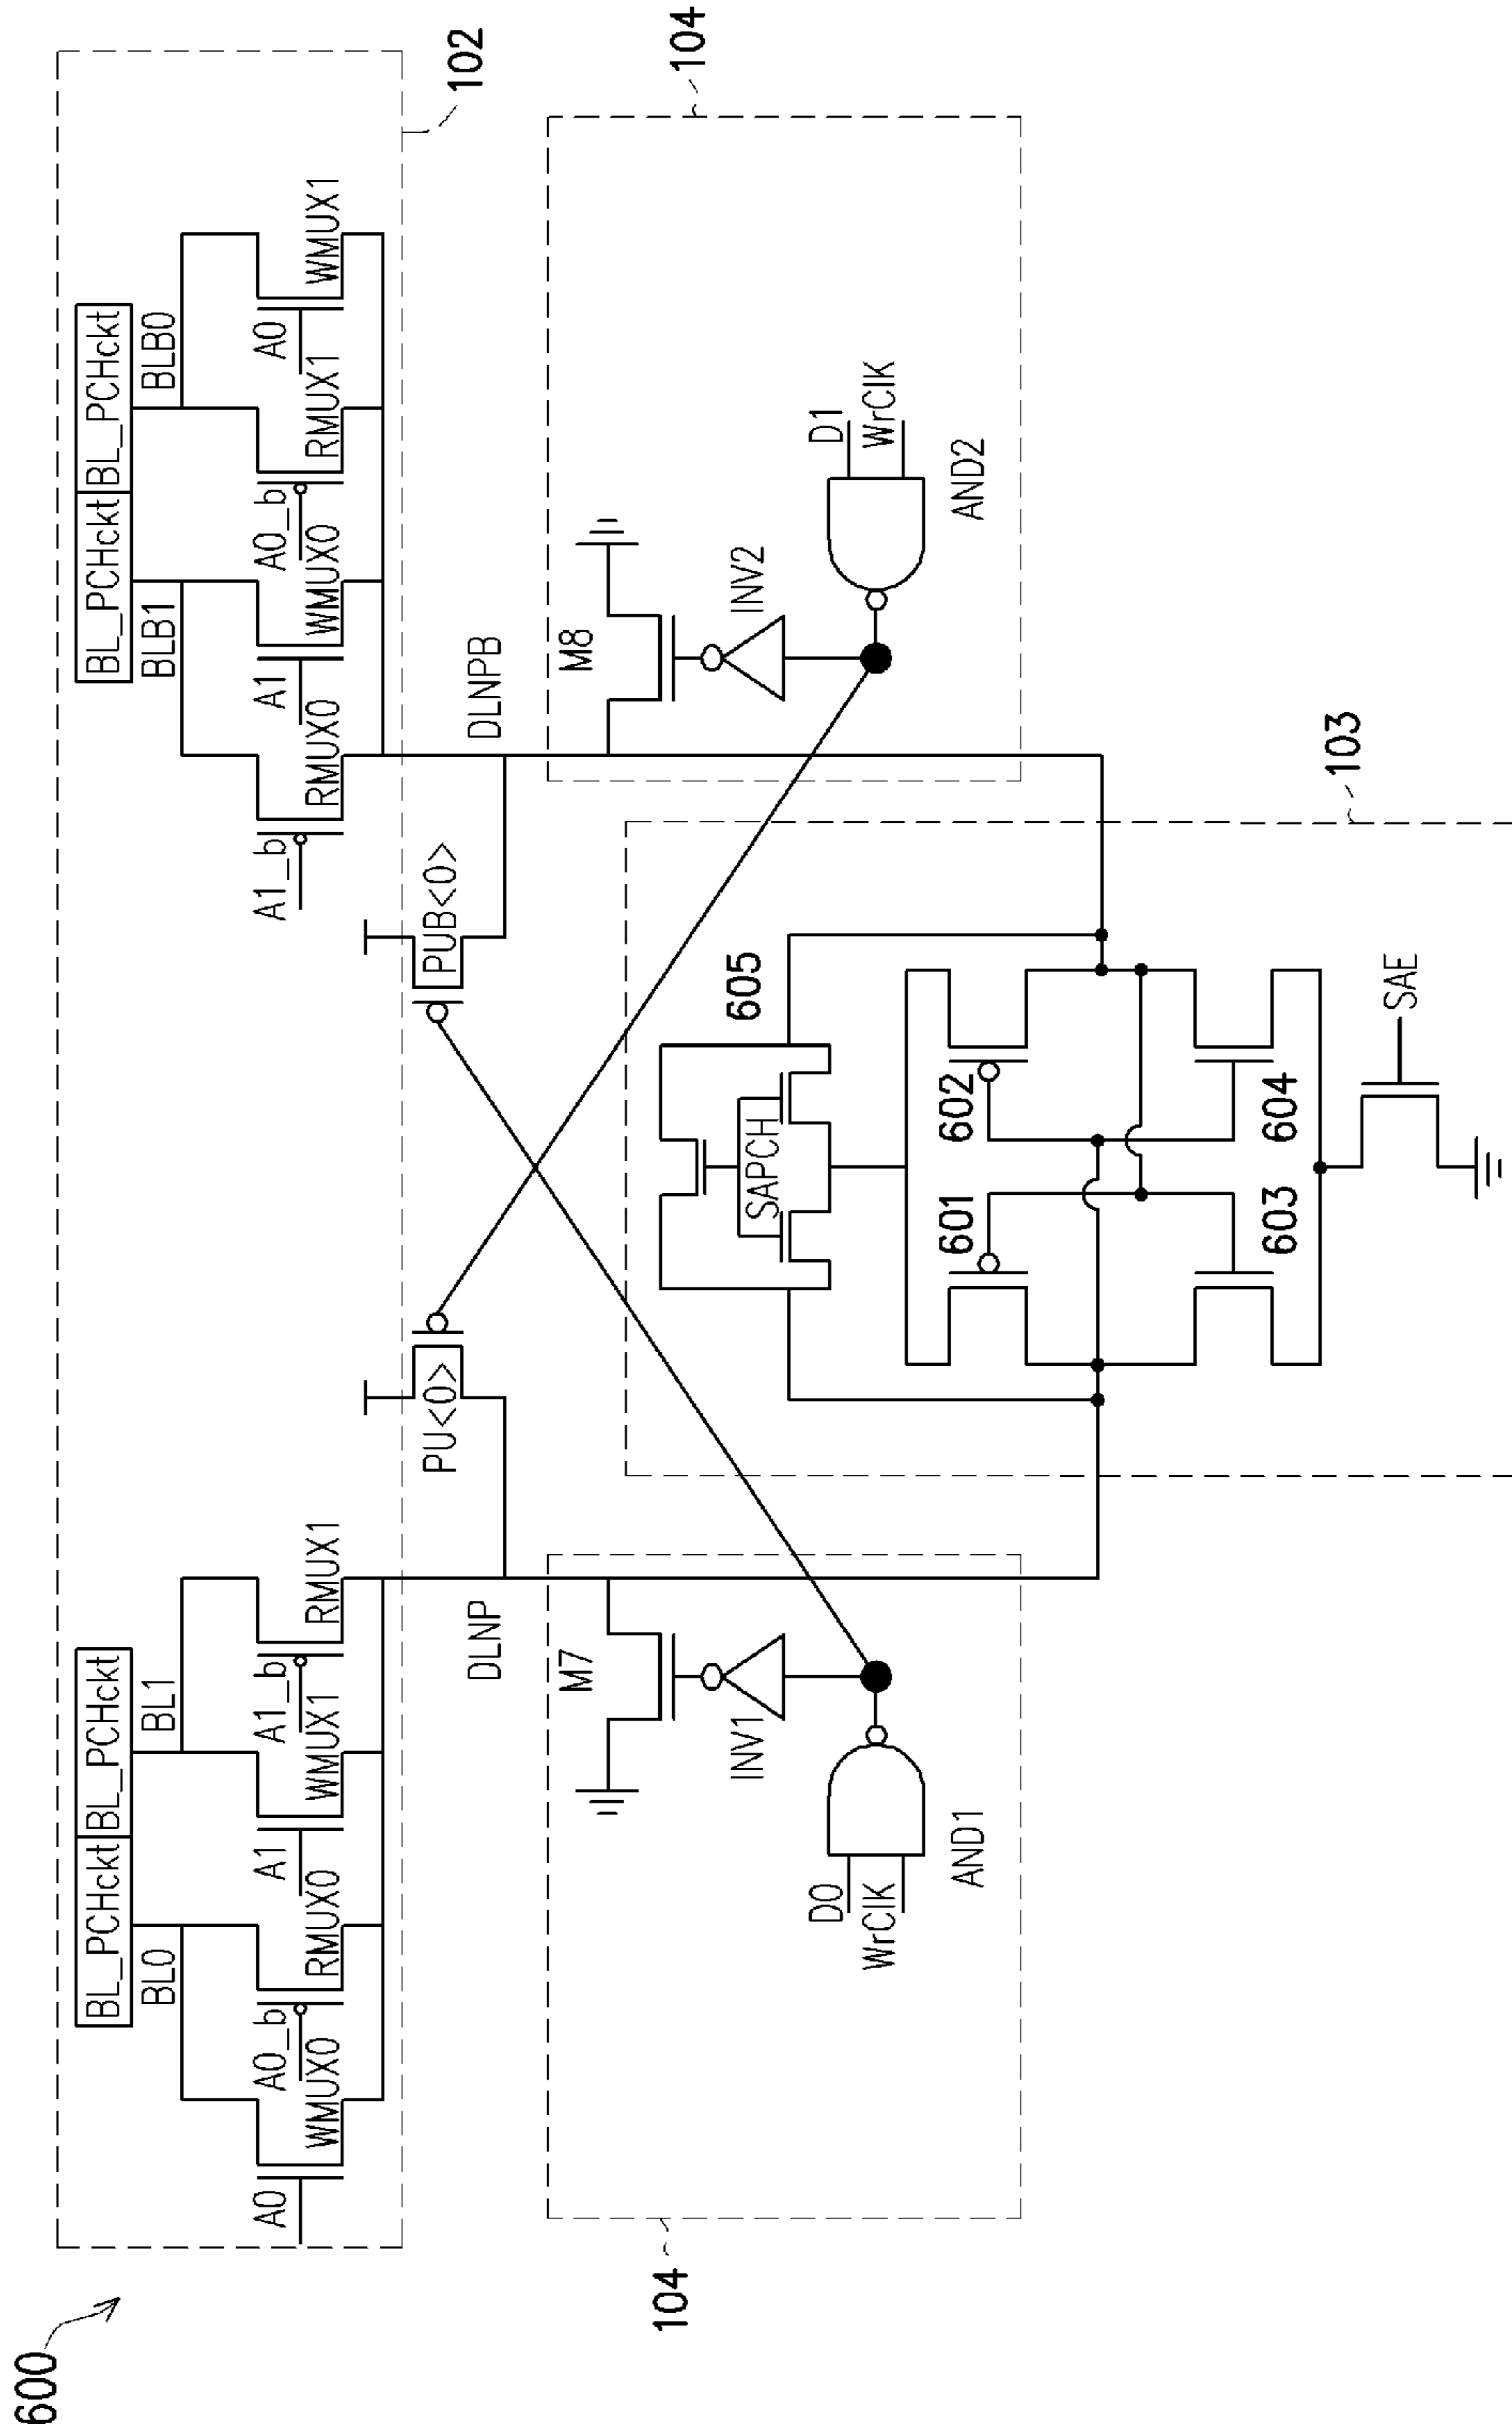 600
102
BL_PCHckt BL_PCHckt
BL0
BL1
A0
WMUX0
A0_b
RMUX0
A1
WMUX1
A1_b
RMUX1
BL_PCHckt BL_PCHckt
BLB1
BLB0
A1_b
RMUX0
A1
WMUX0
A0_b
RMUX1
A0
WMUX1
PU<0>
PUB<0>
DLNP
DLNPB
104
M7
INV1
D0
WrClK
AND1
104
M8
INV2
D1
WrClK
AND2
103
605
SAPCH
601
602
603
604
SAE